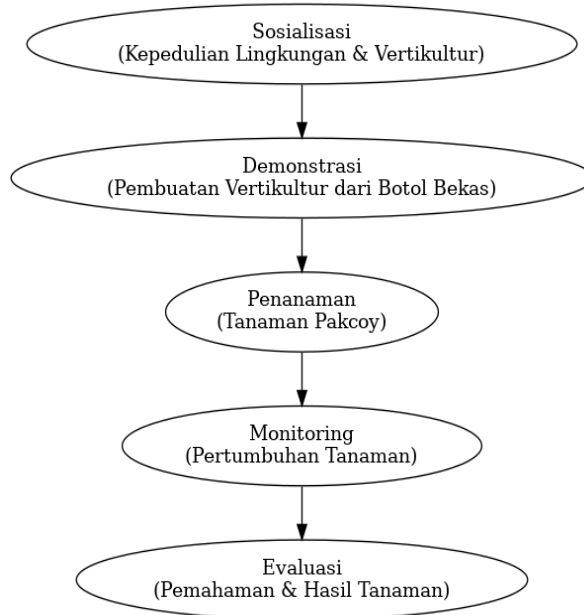 Sosialisasi
(Kepedulian Lingkungan & Vertikultur)
Demonstrasi
(Pembuatan Vertikultur dari Botol Bekas)
Penanaman
(Tanaman Pakcoy)
Monitoring
(Pertumbuhan Tanaman)
Evaluasi
(Pemahaman & Hasil Tanaman)